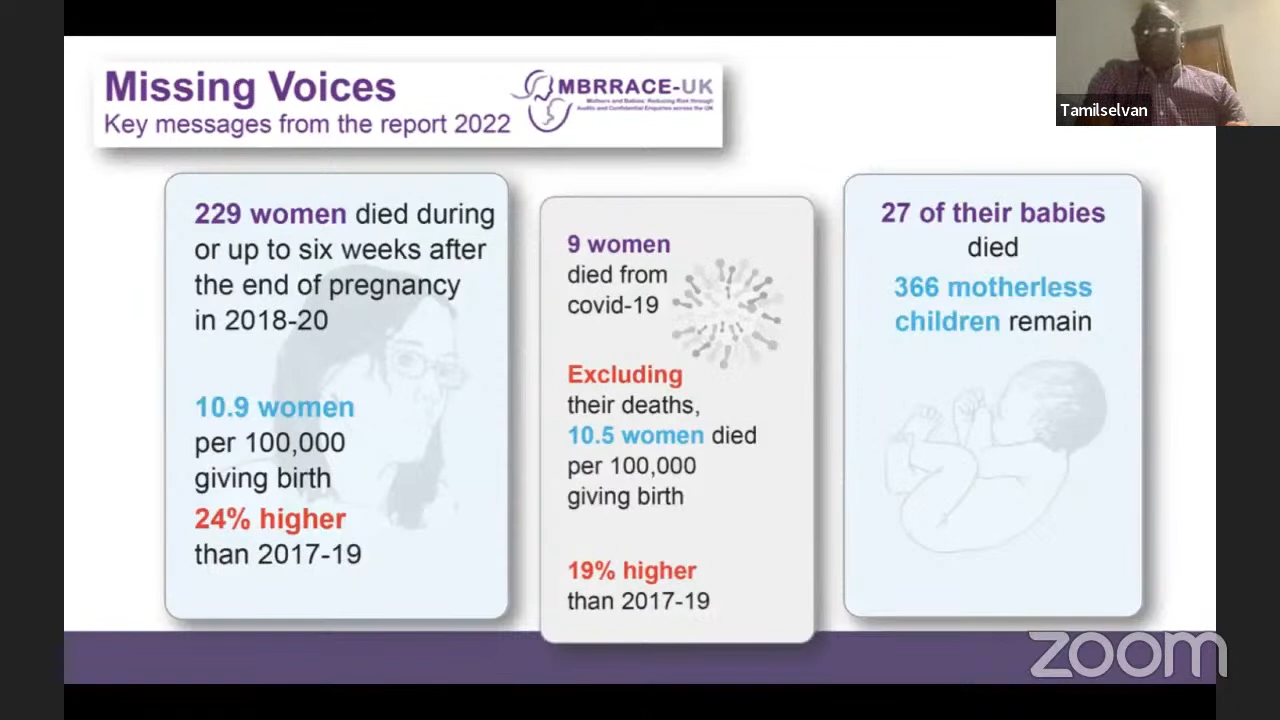 Missing Voices
Key messages from the report 2022
MBRRACE-UK
Mothers and Babies: Reducing Risk through
Audits and Confidential Enquiries across the UK
Tamilselvan
229 women died during
or up to six weeks after
the end of pregnancy
in 2018-20
10.9 women
per 100,000
giving birth
24% higher
than 2017-19
9 women
died from
covid-19
Excluding
their deaths,
10.5 women died
per 100,000
giving birth
19% higher
than 2017-19
27 of their babies
died
366 motherless
children remain
zoom